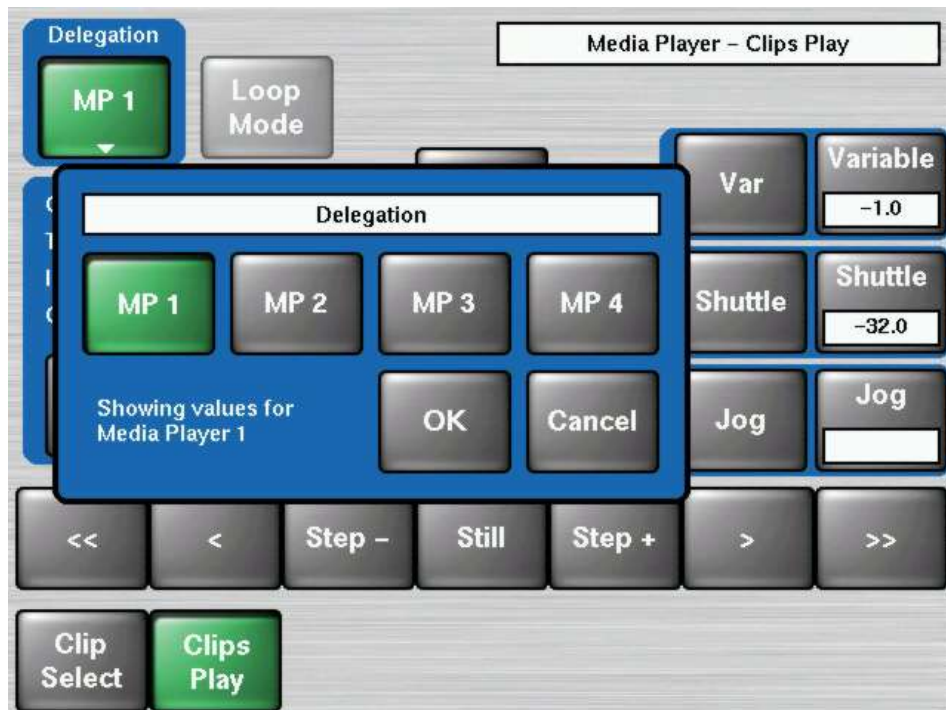 Delegation
Media Player – Clips Play
MP 1
Loop
Mode
Var
Variable
–1.0
Delegation
MP 1
MP 2
MP 3
MP 4
Shuttle
Shuttle
–32.0
Showing values for
Media Player 1
OK
Cancel
Jog
Jog
<<
<
Step –
Still
Step +
>
>>
Clip
Select
Clips
Play